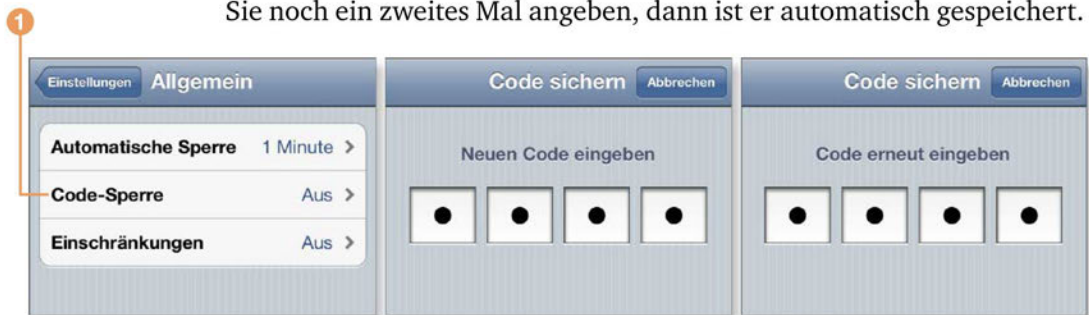 Sie noch ein zweites Mal angeben, dann ist er automatisch gespeichert.
1
Einstellungen Allgemein
Automatische Sperre 1 Minute >
Code-Sperre Aus >
Einschränkungen Aus >
Code sichern Abbrechen
Neuen Code eingeben
Code sichern Abbrechen
Code erneut eingeben